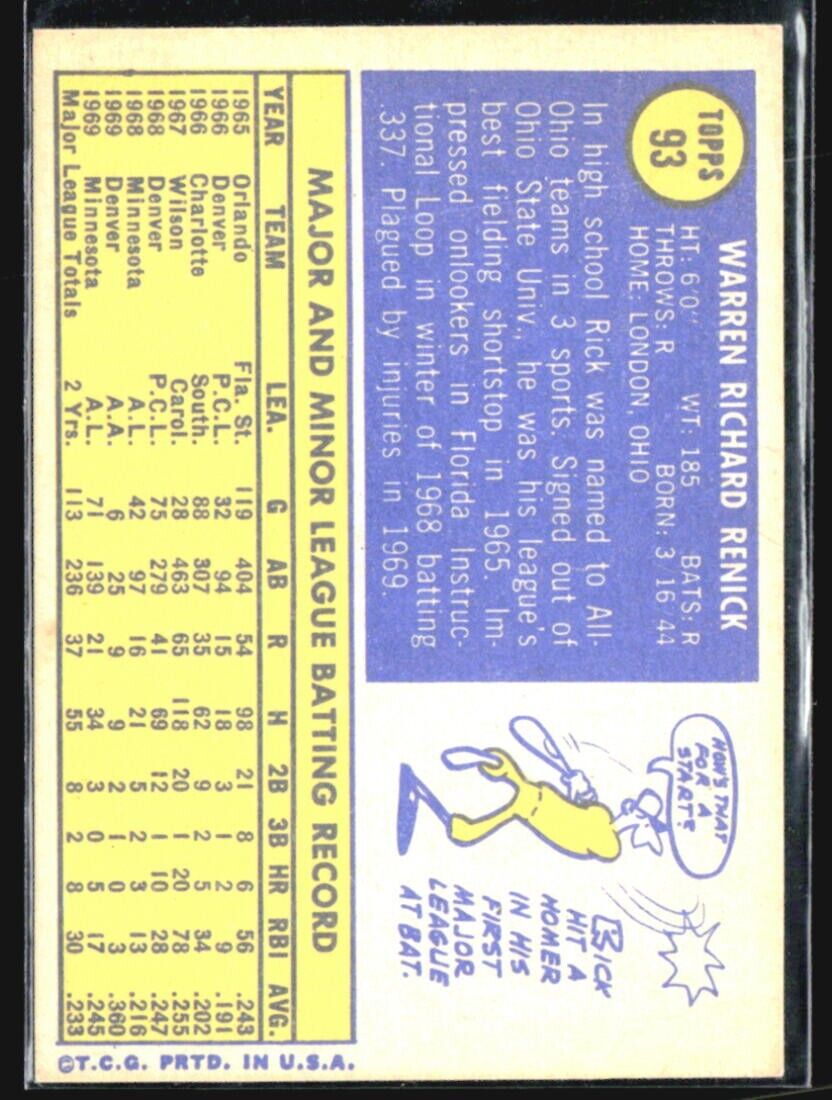 TOPPS
93
WARREN RICHARD RENICK
HT: 6'0" WT: 185 BATS: R
THROWS: R BORN: 3/16/44
HOME: LONDON, OHIO
In high school Rick was named to All-
Ohio teams in 3 sports. Signed out of
Ohio State Univ., he was his league's
best fielding shortstop in 1965. Im-
pressed onlookers in Florida Instruc-
tional Loop in winter of 1968 batting
.337. Plagued by injuries in 1969.
HOW'S THAT
FOR A
START?
RICK
HIT A
HOMER
IN HIS
FIRST
MAJOR
LEAGUE
AT BAT.
MAJOR AND MINOR LEAGUE BATTING RECORD
YEAR TEAM LEA. G AB R H 2B 3B HR RBI AVG.
1965 Orlando Fla. St. 119 404 54 98 21 8 6 56 .243
1966 Denver P.C.L. 32 94 15 18 3 1 2 9 .191
1966 Charlotte South. 88 307 35 62 9 2 5 34 .202
1967 Wilson Carol. 28 463 65 118 20 1 20 78 .255
1968 Denver P.C.L. 75 279 41 69 12 1 10 28 .247
1968 Minnesota A.L. 42 97 16 21 5 2 3 13 .216
1969 Denver A.A. 6 25 9 9 2 1 0 3 .360
1969 Minnesota A.L. 71 139 21 34 3 0 5 17 .245
Major League Totals 2 Yrs. 113 236 37 55 8 2 8 30 .233
©T.C.G. PRTD. IN U.S.A.